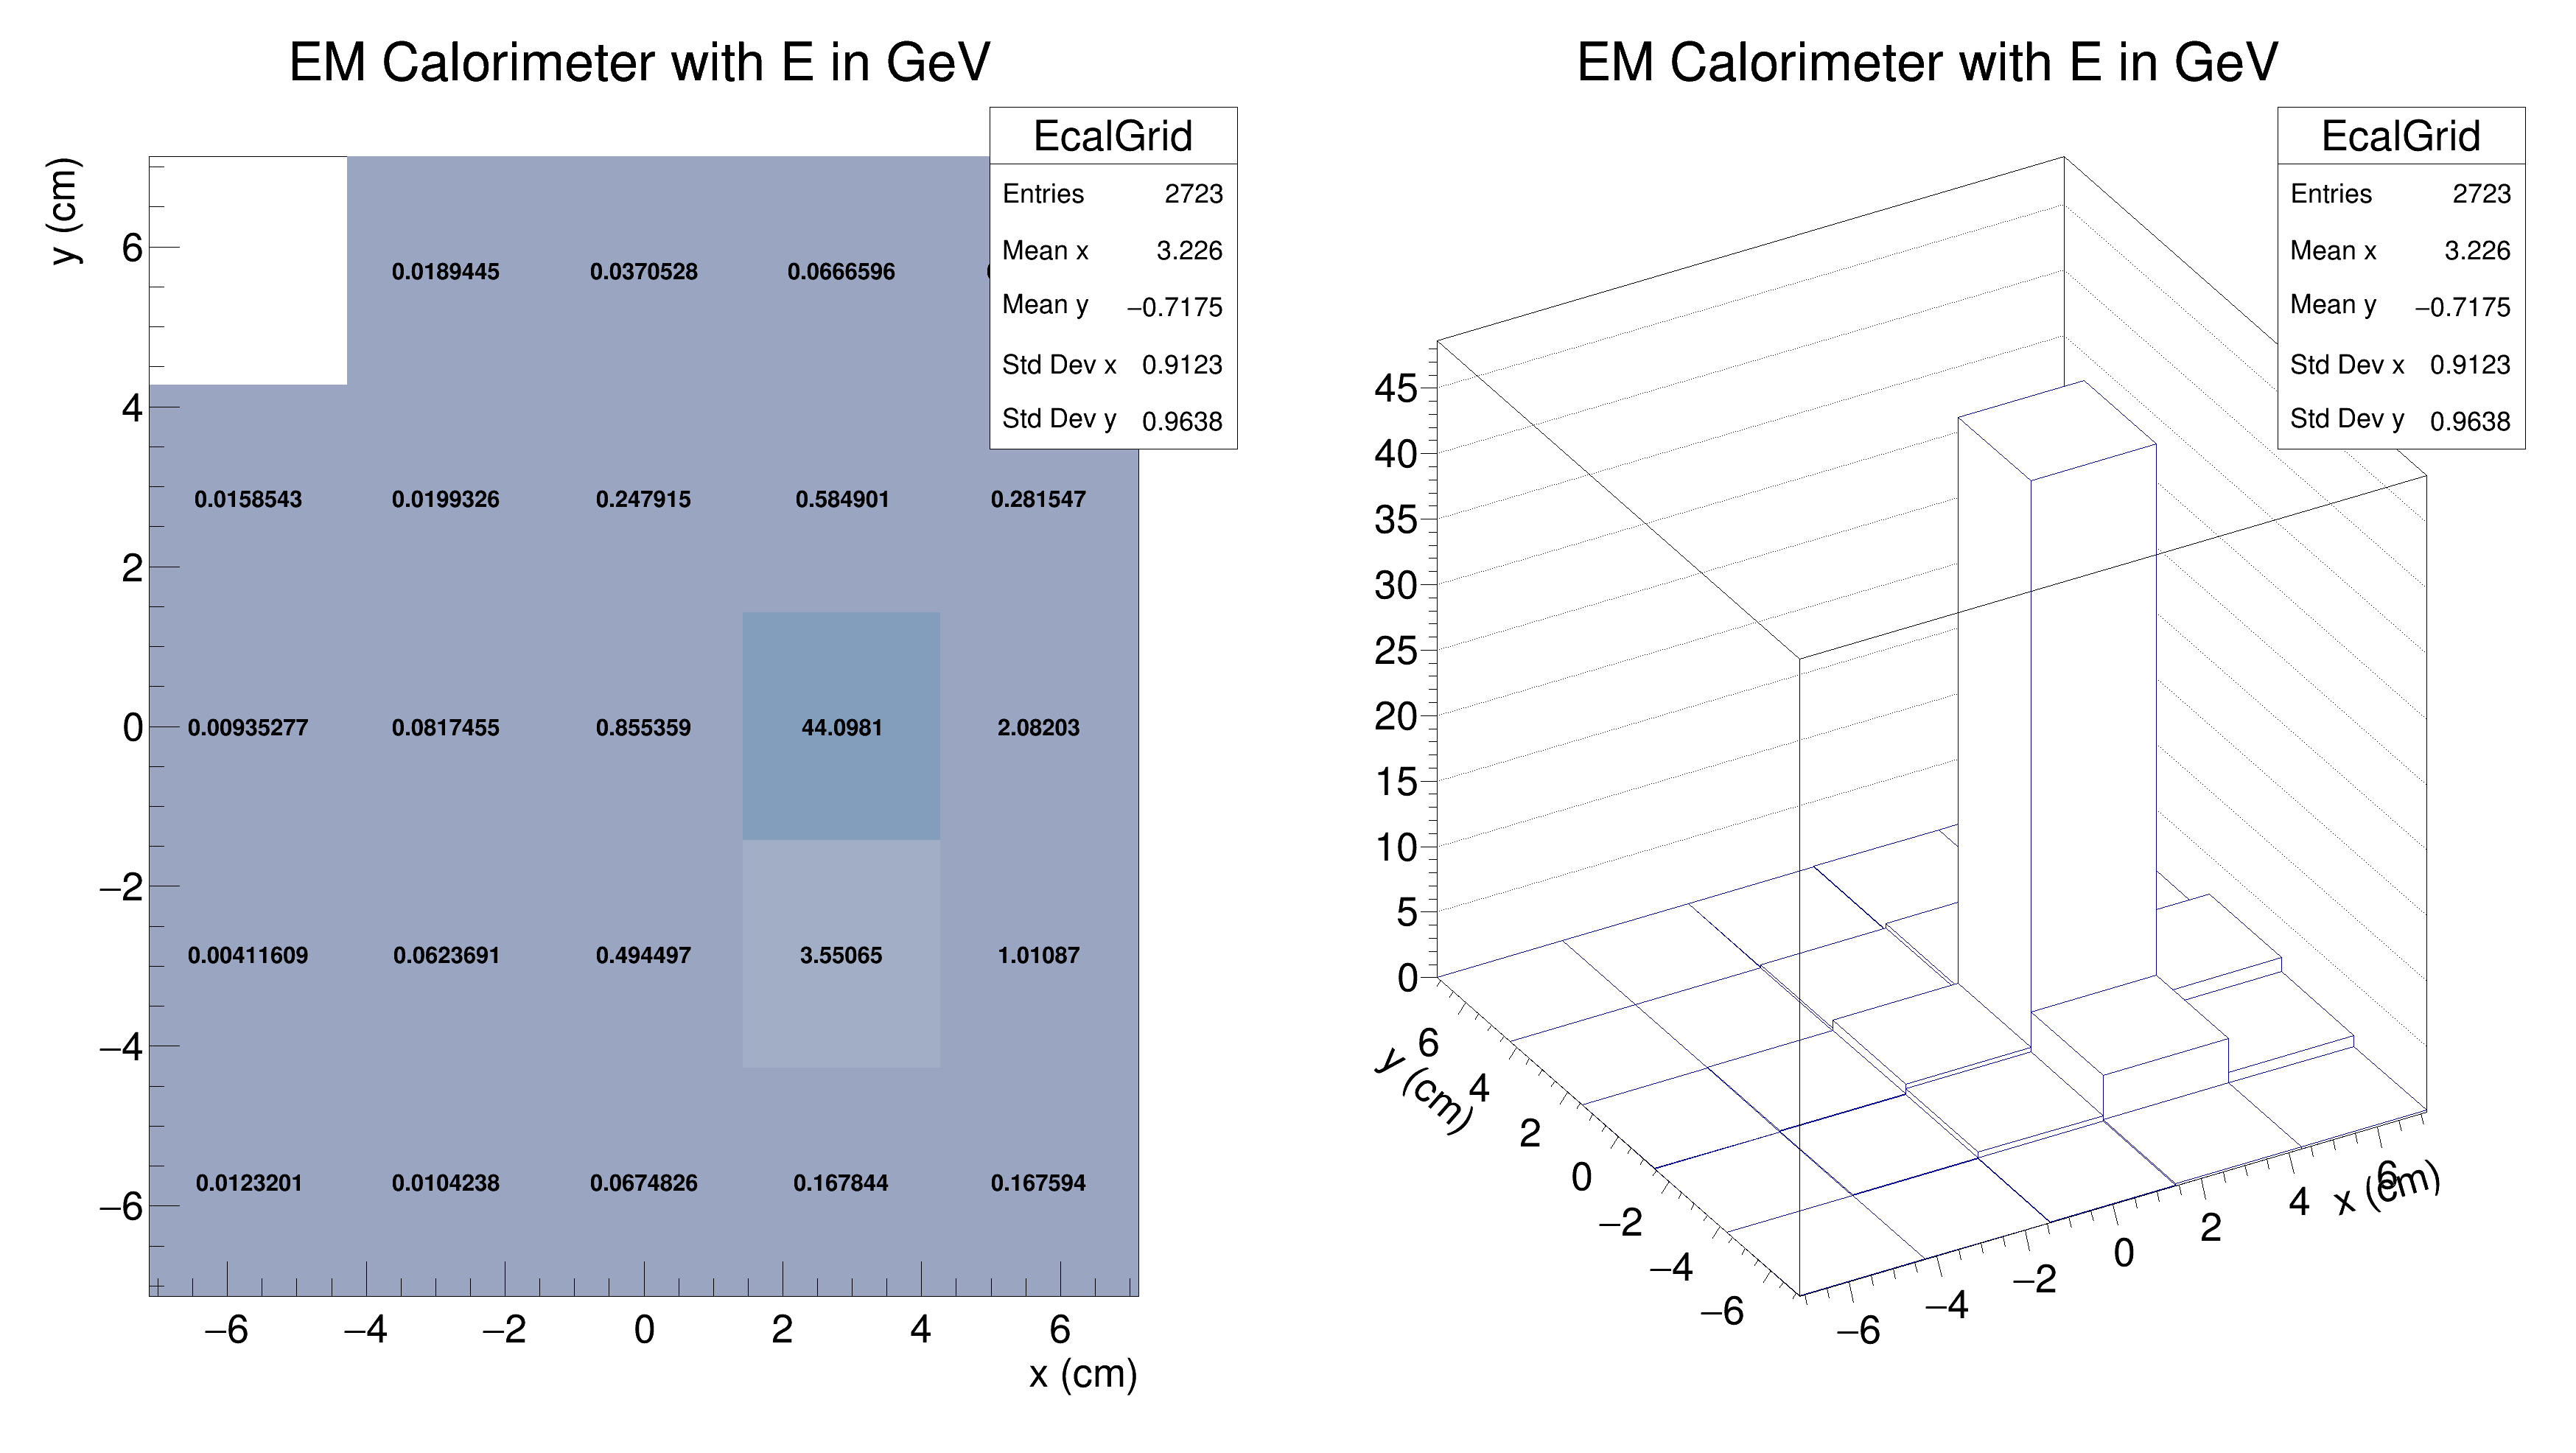 EM Calorimeter with E in GeV
EcalGrid
Entries 2723
Mean x 3.226
Mean y −0.7175
Std Dev x 0.9123
Std Dev y 0.9638
y (cm)
6
4
2
0
−2
−4
−6
0.0189445 0.0370528 0.0666596
0.0158543 0.0199326 0.247915 0.584901 0.281547
0.00935277 0.0817455 0.855359 44.0981 2.08203
0.00411609 0.0623691 0.494497 3.55065 1.01087
0.0123201 0.0104238 0.0674826 0.167844 0.167594
−6 −4 −2 0 2 4 6
x (cm)
EM Calorimeter with E in GeV
EcalGrid
Entries 2723
Mean x 3.226
Mean y −0.7175
Std Dev x 0.9123
Std Dev y 0.9638
45
40
35
30
25
20
15
10
5
0
6
4
2
0
−2
−4
−6
y (cm)
−6 −4 −2 0 2 4 6
x (cm)